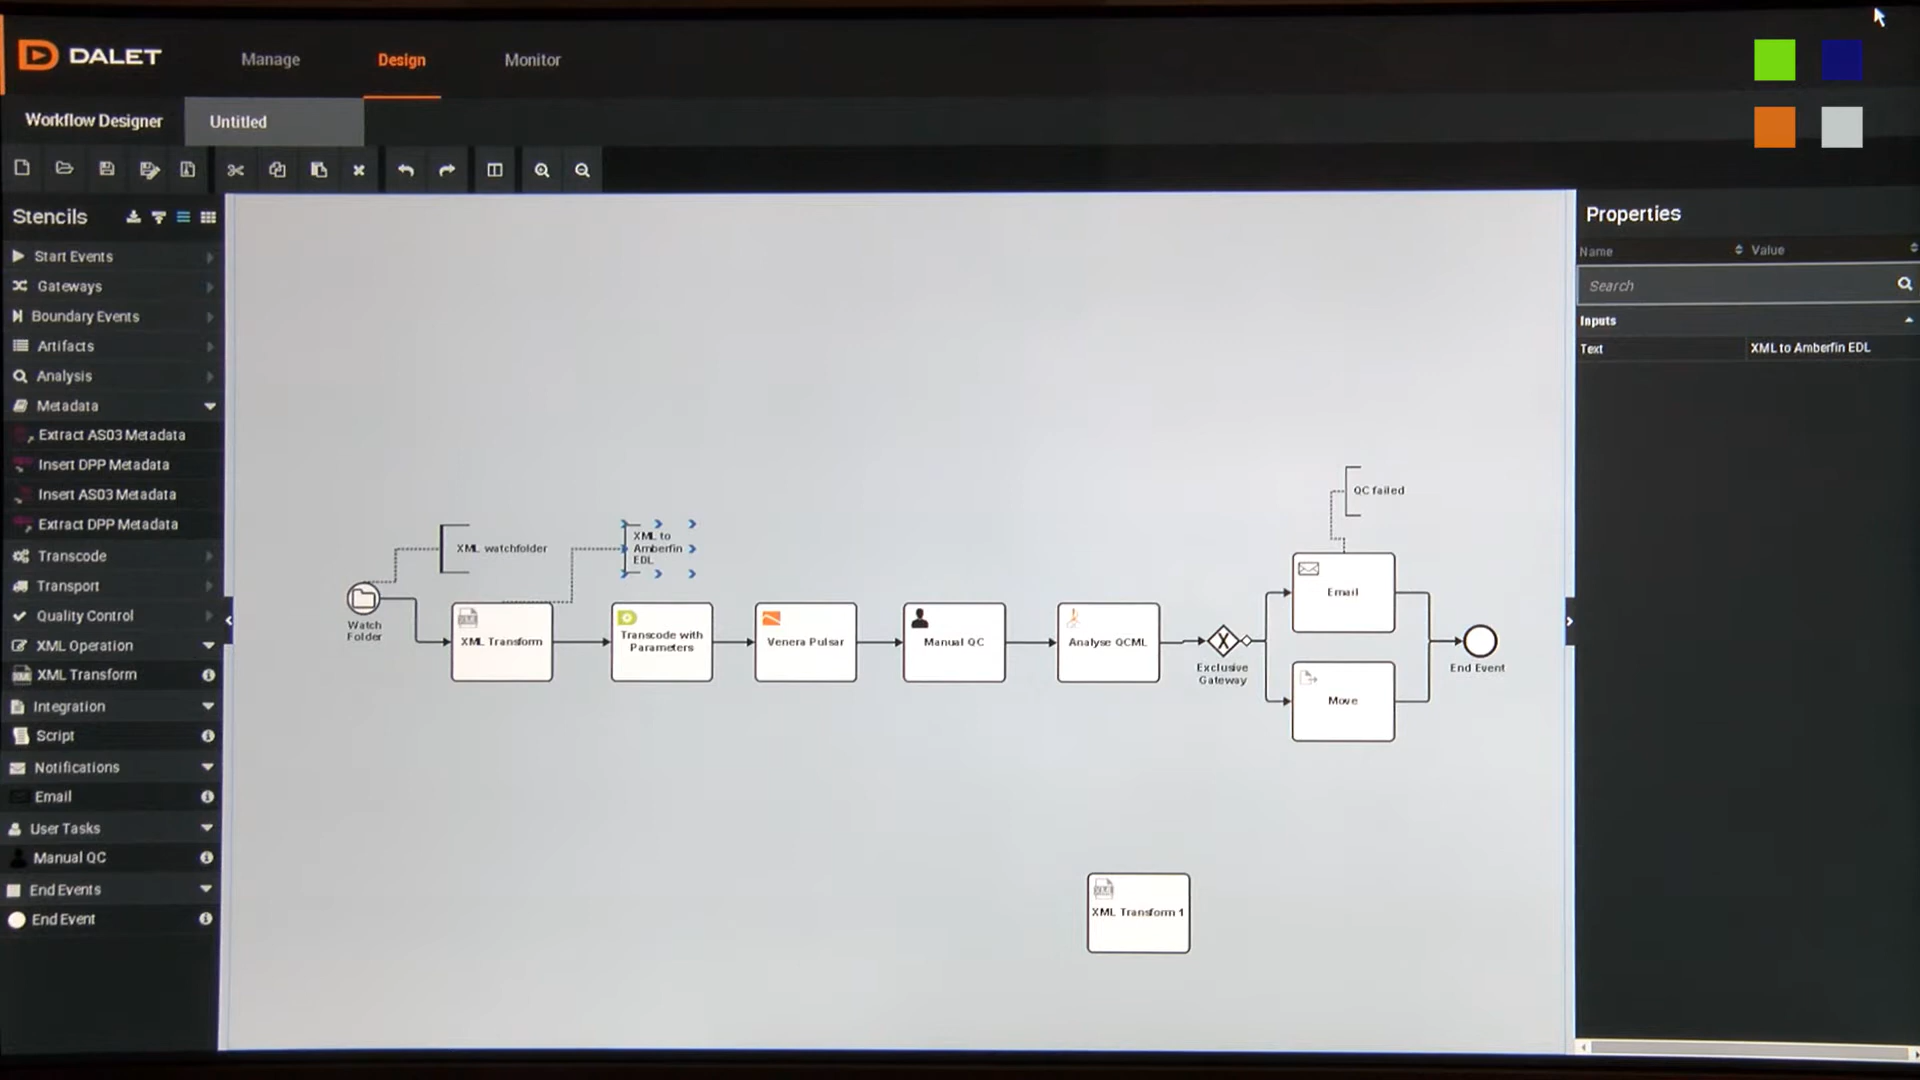 DALET
Manage
Design
Monitor
Workflow Designer
Untitled
Stencils
Start Events
Gateways
Boundary Events
Artifacts
Analysis
Metadata
Extract AS03 Metadata
Insert DPP Metadata
Insert AS03 Metadata
Extract DPP Metadata
Transcode
Transport
Quality Control
XML Operation
XML Transform
Integration
Script
Notifications
Email
User Tasks
Manual QC
End Events
End Event
QC failed
XML watchfolder
XML to
Amberfin
EDL
Watch
Folder
XML Transform
Transcode with
Parameters
Venera Pulsar
Manual QC
Analyse QCML
X
Exclusive
Gateway
Email
Move
End Event
XML
XML Transform 1
Properties
Name
Value
Search
Inputs
Text
XML to Amberfin EDL